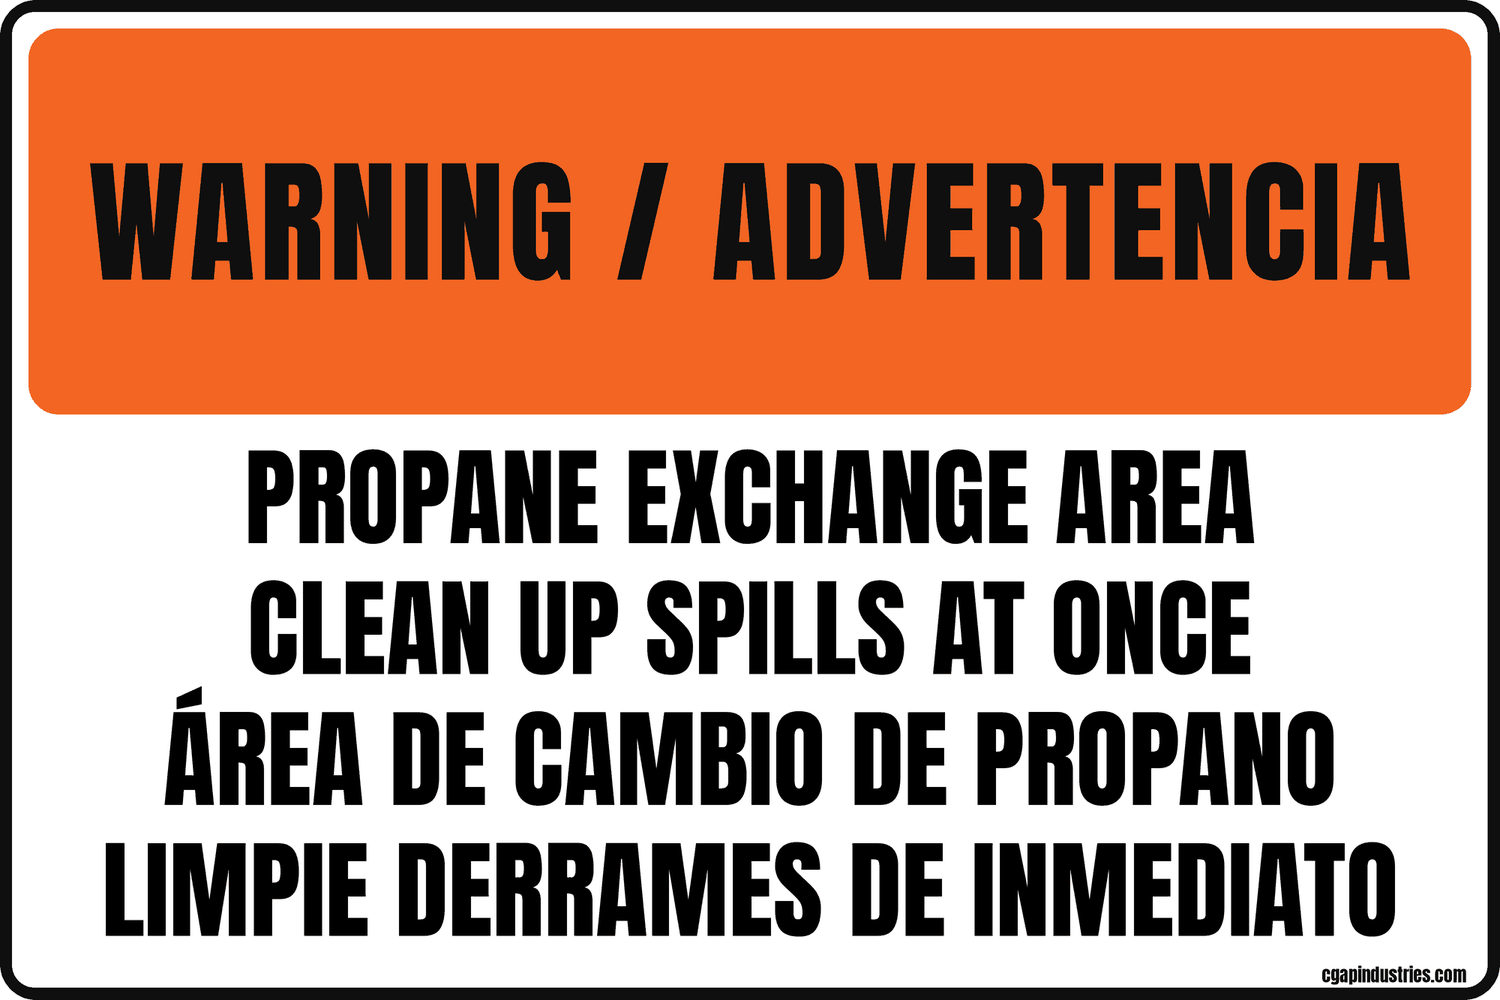 WARNING / ADVERTENCIA
PROPANE EXCHANGE AREA
CLEAN UP SPILLS AT ONCE
ÁREA DE CAMBIO DE PROPANO
LIMPIE DERRAMES DE INMEDIATO
cgapindustries.com